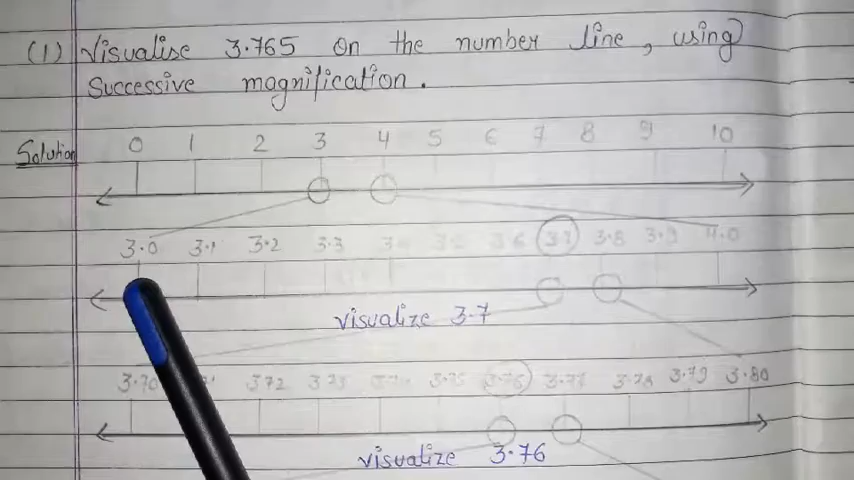 (1) Visualise 3.765 on the number line, using
Successive magnification.
Solution 0 1 2 3 4 5 6 7 8 9 10
3.0 3.1 3.2 3.3 3.6 3.7 3.8 3.9 4.0
visualize 3.7
3.70 3.72 3.73 3.75 3.76 3.77 3.78 3.79 3.80
visualize 3.76